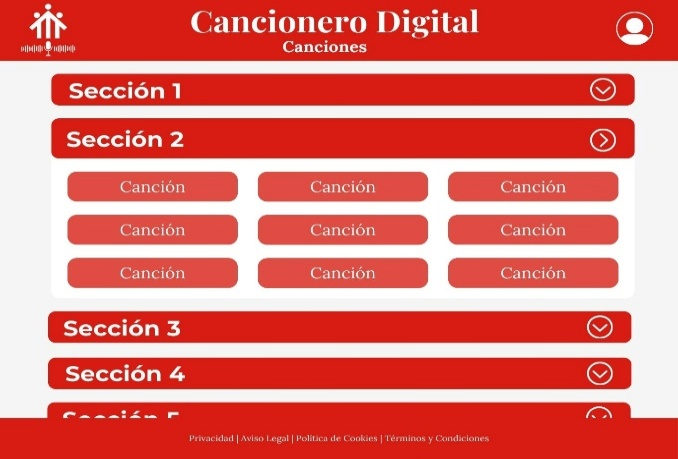 Cancionero Digital
Canciones
Sección 1
Sección 2
Canción Canción Canción
Canción Canción Canción
Canción Canción Canción
Sección 3
Sección 4
Sección 5
Privacidad | Aviso Legal | Política de Cookies | Términos y Condiciones